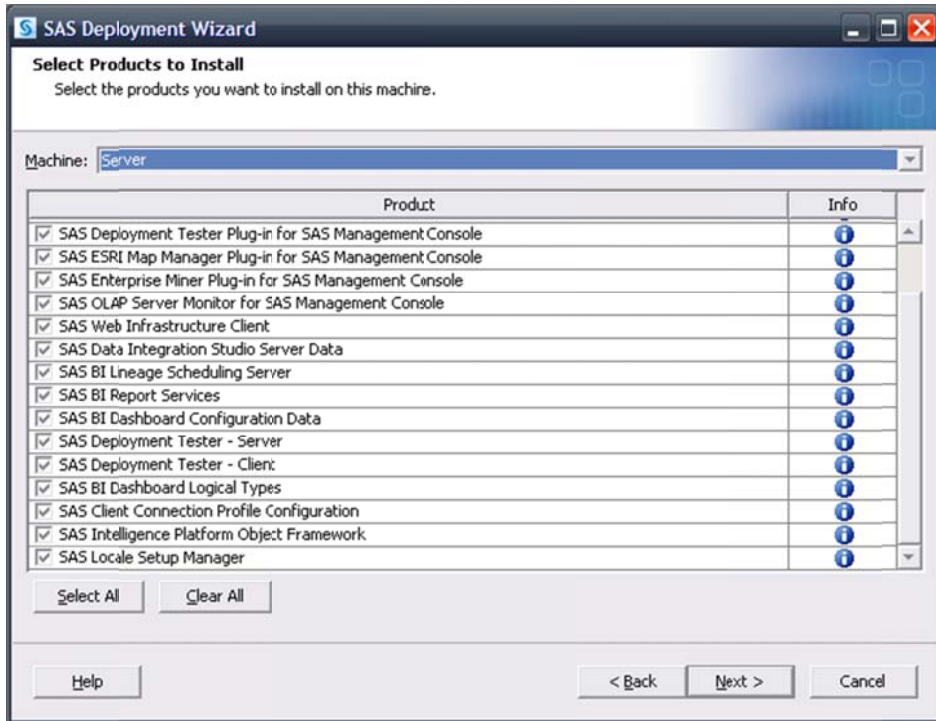 SAS Deployment Wizard
Select Products to Install
Select the products you want to install on this machine.
Machine: Server
Product Info
SAS Deployment Tester Plug-in for SAS Management Console
SAS ESRI Map Manager Plug-in for SAS Management Console
SAS Enterprise Miner Plug-in for SAS Management Console
SAS OLAP Server Monitor for SAS Management Console
SAS Web Infrastructure Client
SAS Data Integration Studio Server Data
SAS BI Lineage Scheduling Server
SAS BI Report Services
SAS BI Dashboard Configuration Data
SAS Deployment Tester - Server
SAS Deployment Tester - Client
SAS BI Dashboard Logical Types
SAS Client Connection Profile Configuration
SAS Intelligence Platform Object Framework
SAS Locale Setup Manager
Select All Clear All
Help < Back Next > Cancel